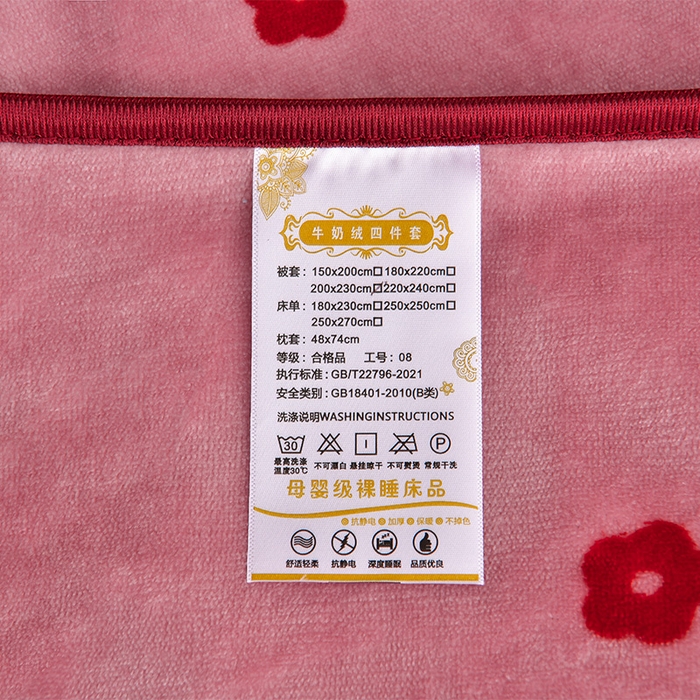 牛奶绒四件套
被套：150x200cm□ 180x220cm□
200x230cm☑220x240cm□
床单：180x230cm□250x250cm□
250x270cm□
枕套：48x74cm
等级：合格品 工号：08
执行标准：GB/T22796-2021
安全类别：GB18401-2010(B类)
洗涤说明WASHINGINSTRUCTIONS
30 P
最高洗涤温度30℃ 不可漂白 悬挂晾干 不可熨烫 常规干洗
母婴级裸睡床品
抗静电 加厚 保暖 不掉色
舒适轻柔 抗静电 深度睡眠 品质优良